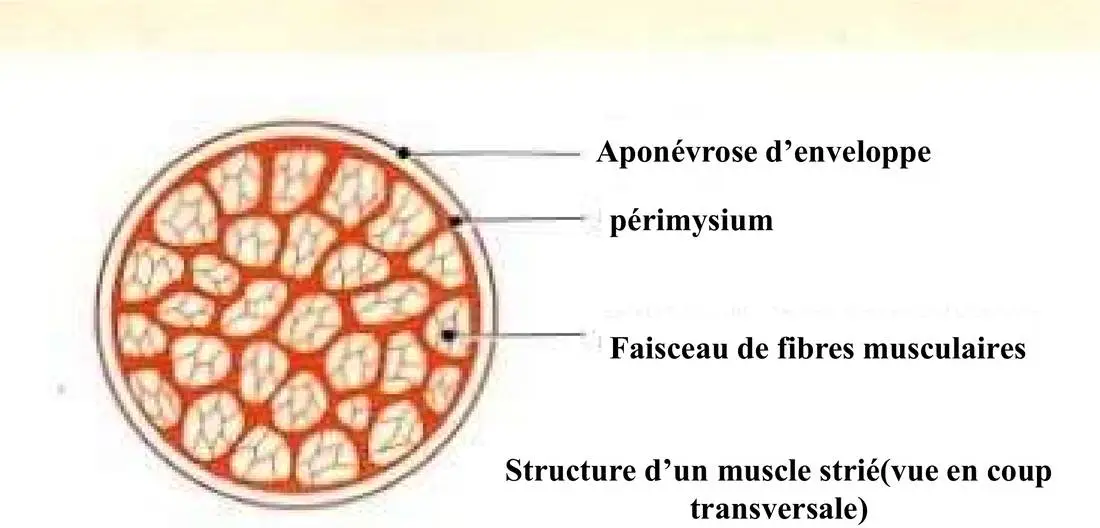 Aponévrose d’enveloppe
périmysium
Faisceau de fibres musculaires
Structure d’un muscle strié(vue en coup
transversale)